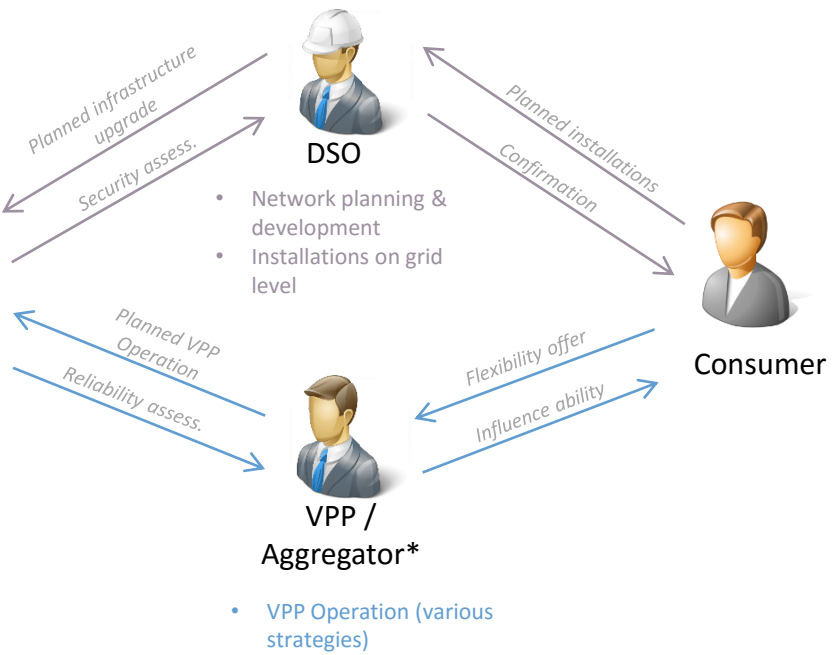 Planned infrastructure
upgrade
Security assess.
Planned installations
Confirmation
DSO
• Network planning &
development
• Installations on grid
level
Planned VPP
Operation
Reliability assess.
Flexibility offer
Influence ability
Consumer
VPP /
Aggregator*
• VPP Operation (various
strategies)